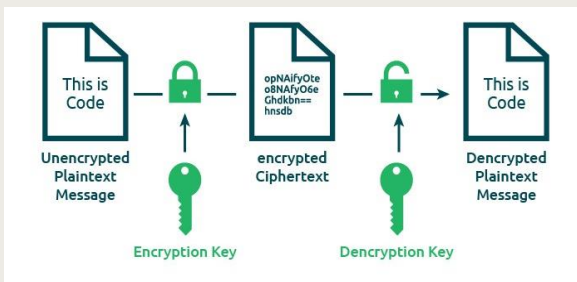 This is
Code
opNAifyOte
o8NAfyO6e
Ghdkbn==
hnsdb
This is
Code
Unencrypted
Plaintext
Message
encrypted
Ciphertext
Dencrypted
Plaintext
Message
Encryption Key
Dencryption Key